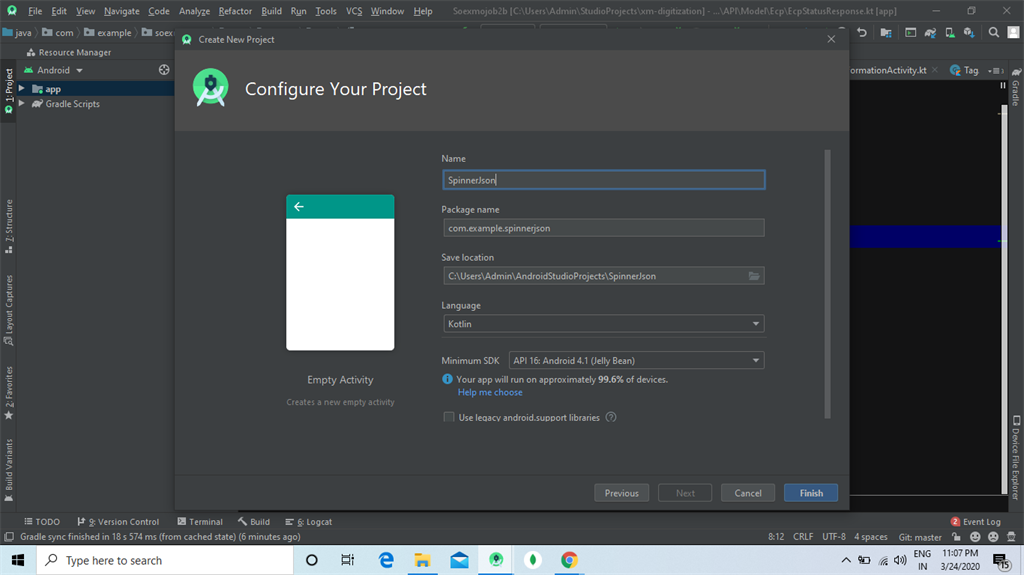 File Edit View Navigate Code Analyze Refactor Build Run Tools VCS Window Help Soexmojob2b [C:\Users\Admin\StudioProjects\xm-digitization] - ...\API\Model\Ecp\EcpStatusResponse.kt [app]
java com example
Create New Project
Resource Manager
Android
ormationActivity.kt Tag
1: Project
app
Gradle Scripts
Gradle
Configure Your Project
Name
SpinnerJson
Package name
com.example.spinnerjson
Save location
C:\Users\Admin\AndroidStudioProjects\SpinnerJson
Language
Kotlin
Minimum SDK API 16: Android 4.1 (Jelly Bean)
Your app will run on approximately 99.6% of devices.
Help me choose
Use legacy android.support libraries ?
Empty Activity
Creates a new empty activity
7: Structure
Layout Captures
2: Favorites
Build Variants
Device File Explorer
Previous Next Cancel Finish
TODO 9: Version Control Terminal Build 6: Logcat 2 Event Log
Gradle sync finished in 18 s 574 ms (from cached state) (6 minutes ago) 8:12 CRLF UTF-8 4 spaces Git: master
Type here to search
ENG 11:07 PM
IN 3/24/2020
15